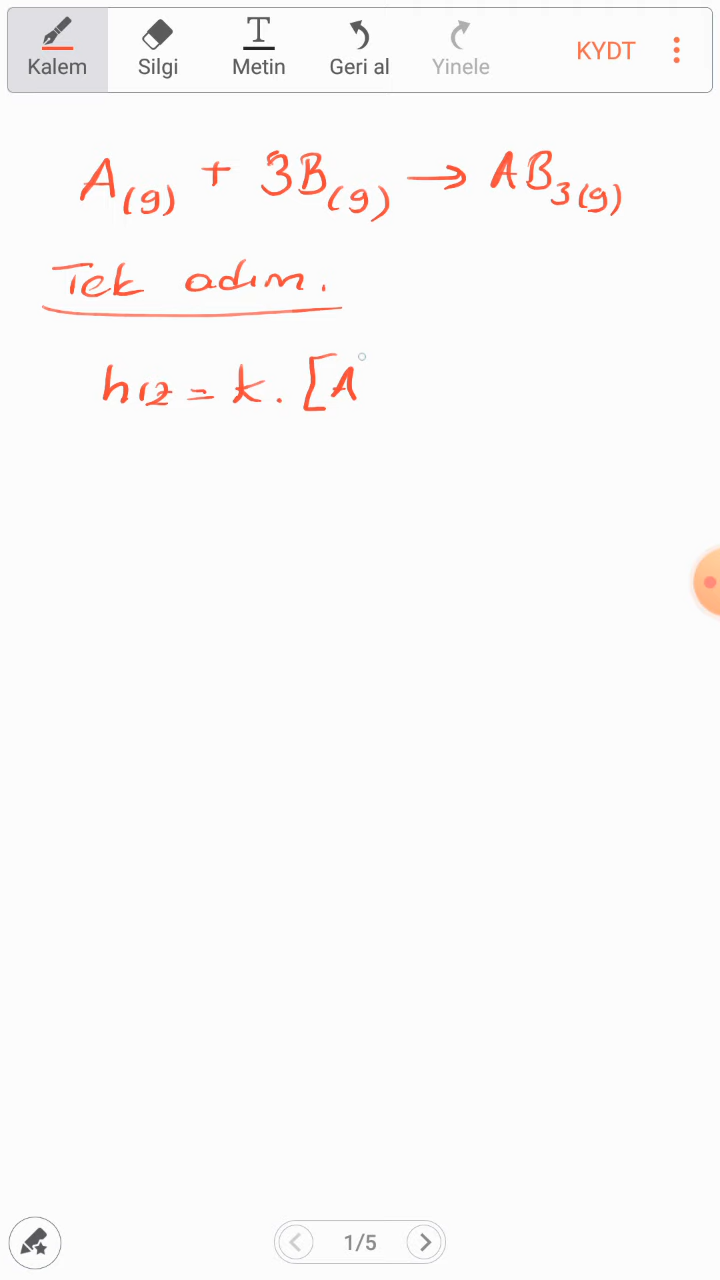 Kalem Silgi Metin Geri al Yinele KYDT
A(g) + 3B(g) → AB3(g)
Tek adım.
hız = k. [A
1/5